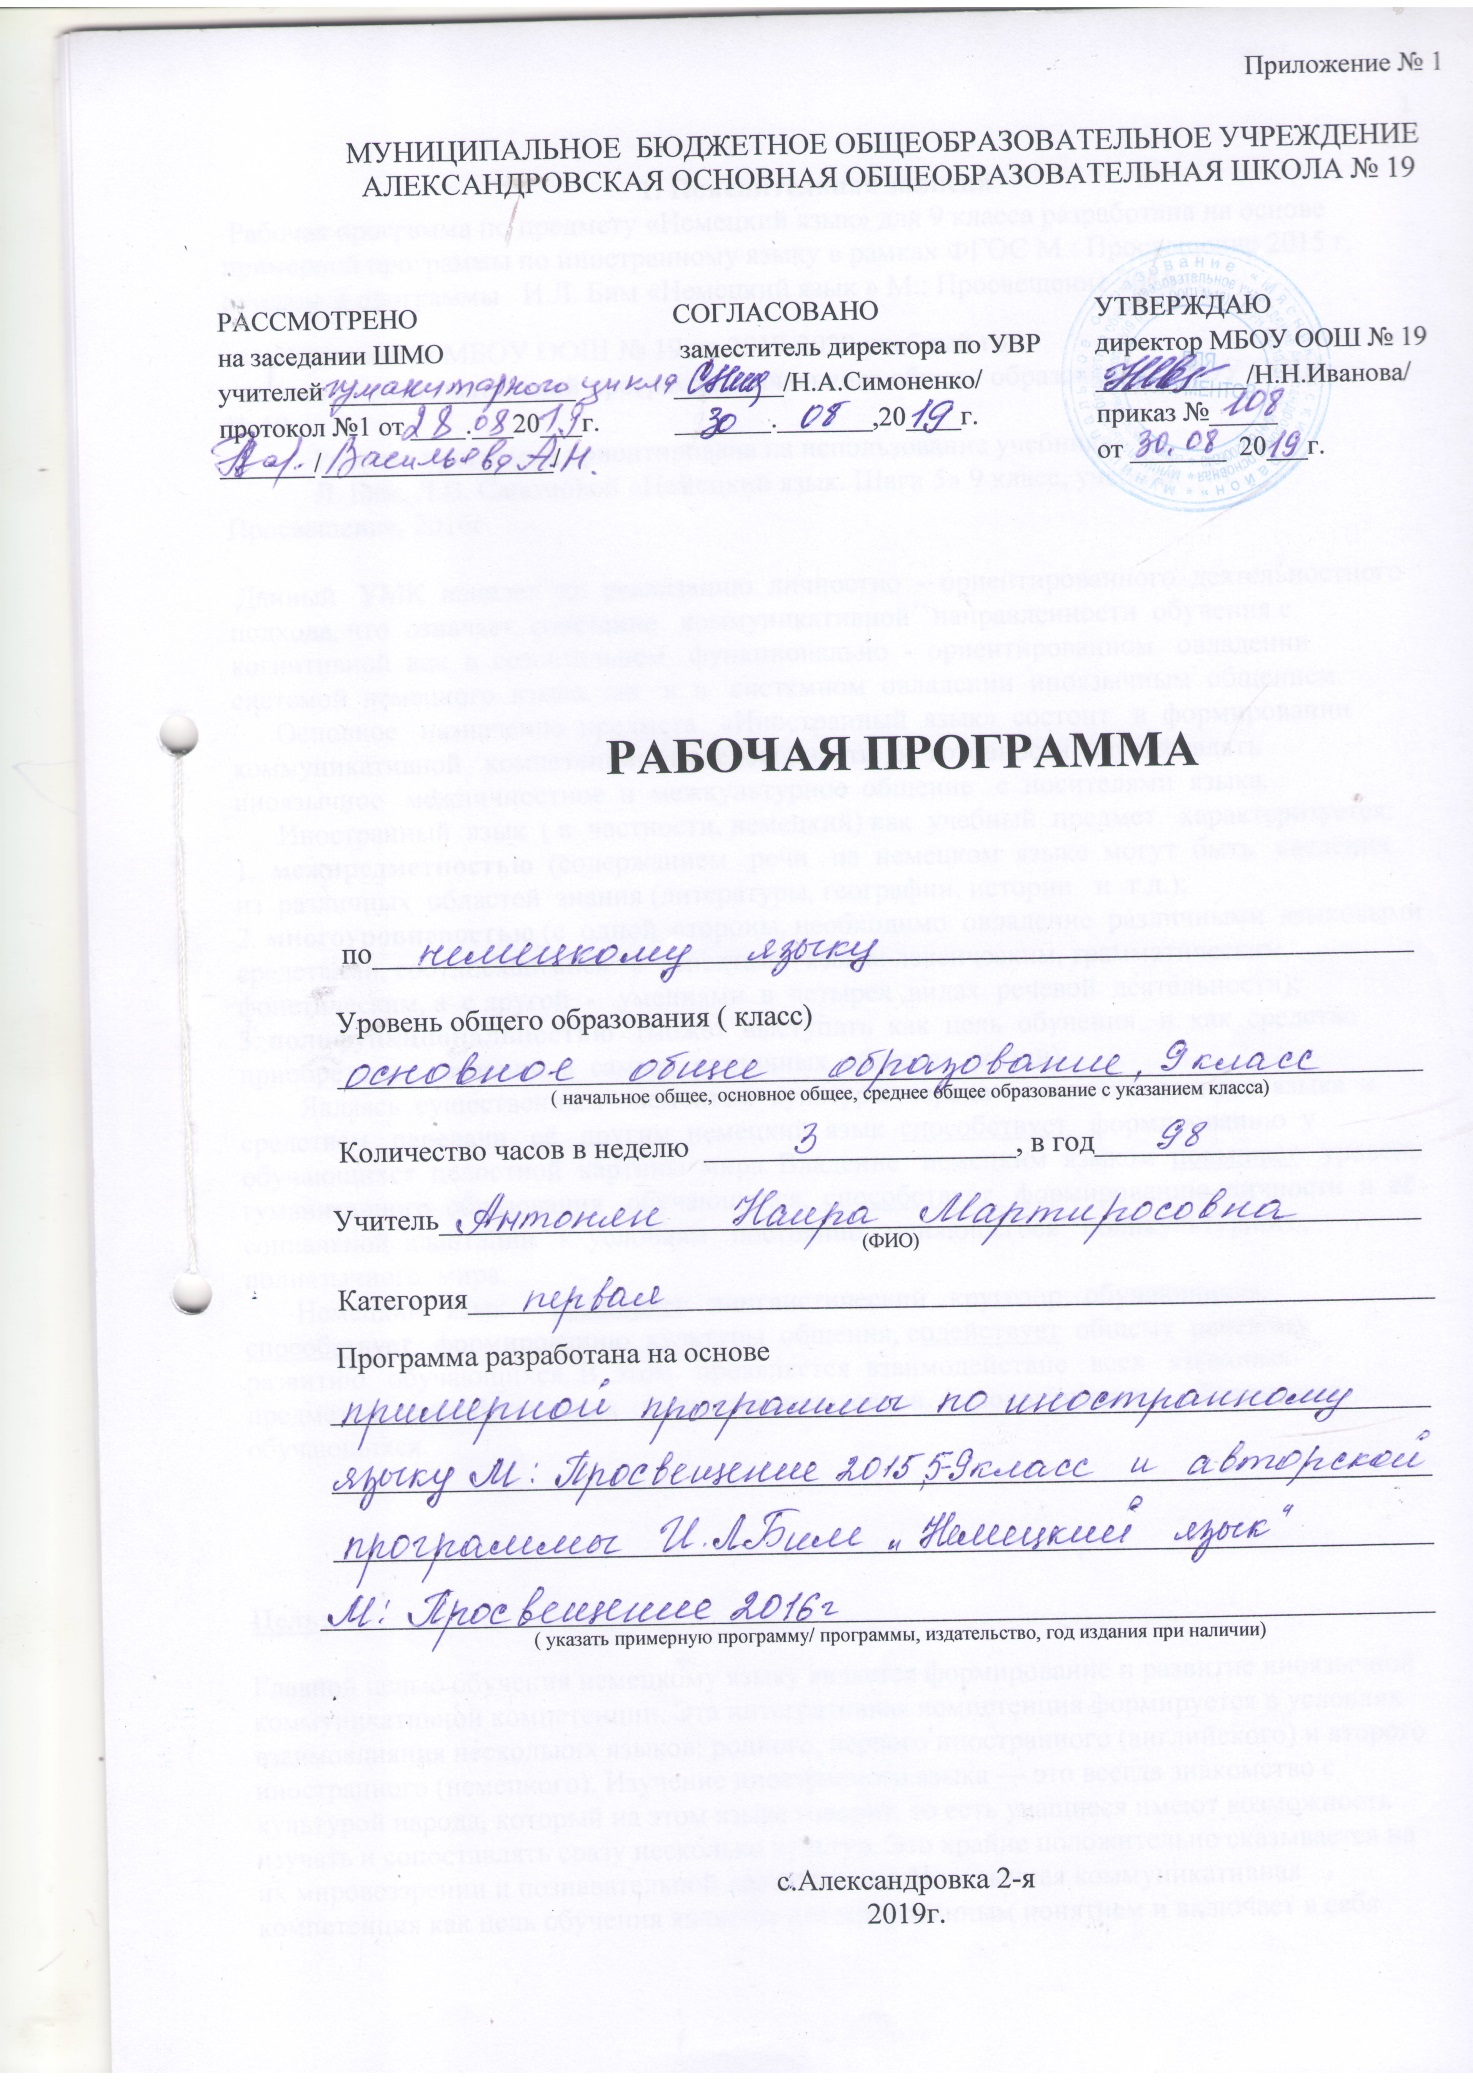 Приложение № 1
МУНИЦИПАЛЬНОЕ БЮДЖЕТНОЕ ОБЩЕОБРАЗОВАТЕЛЬНОЕ УЧРЕЖДЕНИЕ
АЛЕКСАНДРОВСКАЯ ОСНОВНАЯ ОБЩЕОБРАЗОВАТЕЛЬНАЯ ШКОЛА № 19
РАССМОТРЕНО
на заседании ШМО
учителей гуманитарного цикла
протокол №1 от 28.08 2019г.
/Васильева А.Н./
СОГЛАСОВАНО
заместитель директора по УВР
/Н.А.Симоненко/
30. 08 ,2019г.
УТВЕРЖДАЮ
директор МБОУ ООШ № 19
/Н.Н.Иванова/
приказ № 108
от 30.08 2019г.
РАБОЧАЯ ПРОГРАММА
по немецкому языку
Уровень общего образования ( класс)
основное общее образование, 9 класс
( начальное общее, основное общее, среднее общее образование с указанием класса)
Количество часов в неделю 3, в год 98
Учитель Антонян Наира Мартиросовна
(ФИО)
Категория первая
Программа разработана на основе
примерной программы по иностранному
языку М: Просвещение 2015, 5-9класс и авторской
программы И.Л.Бим „Немецкий язык"
М: Просвещение 2016г
( указать примерную программу/ программы, издательство, год издания при наличии)
с.Александровка 2-я
2019г.